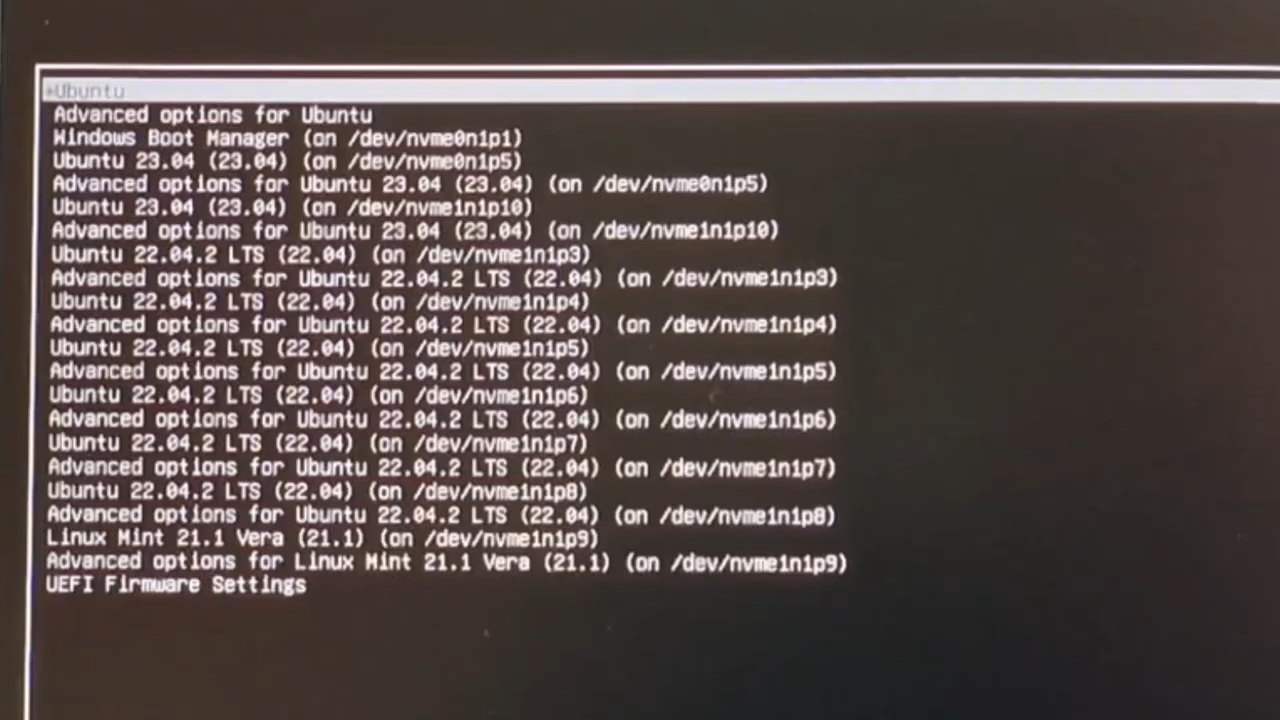 *Ubuntu
Advanced options for Ubuntu
Windows Boot Manager (on /dev/nvme0n1p1)
Ubuntu 23.04 (23.04) (on /dev/nvme0n1p5)
Advanced options for Ubuntu 23.04 (23.04) (on /dev/nvme0n1p5)
Ubuntu 23.04 (23.04) (on /dev/nvme1n1p10)
Advanced options for Ubuntu 23.04 (23.04) (on /dev/nvme1n1p10)
Ubuntu 22.04.2 LTS (22.04) (on /dev/nvme1n1p3)
Advanced options for Ubuntu 22.04.2 LTS (22.04) (on /dev/nvme1n1p3)
Ubuntu 22.04.2 LTS (22.04) (on /dev/nvme1n1p4)
Advanced options for Ubuntu 22.04.2 LTS (22.04) (on /dev/nvme1n1p4)
Ubuntu 22.04.2 LTS (22.04) (on /dev/nvme1n1p5)
Advanced options for Ubuntu 22.04.2 LTS (22.04) (on /dev/nvme1n1p5)
Ubuntu 22.04.2 LTS (22.04) (on /dev/nvme1n1p6)
Advanced options for Ubuntu 22.04.2 LTS (22.04) (on /dev/nvme1n1p6)
Ubuntu 22.04.2 LTS (22.04) (on /dev/nvme1n1p7)
Advanced options for Ubuntu 22.04.2 LTS (22.04) (on /dev/nvme1n1p7)
Ubuntu 22.04.2 LTS (22.04) (on /dev/nvme1n1p8)
Advanced options for Ubuntu 22.04.2 LTS (22.04) (on /dev/nvme1n1p8)
Linux Mint 21.1 Vera (21.1) (on /dev/nvme1n1p9)
Advanced options for Linux Mint 21.1 Vera (21.1) (on /dev/nvme1n1p9)
UEFI Firmware Settings